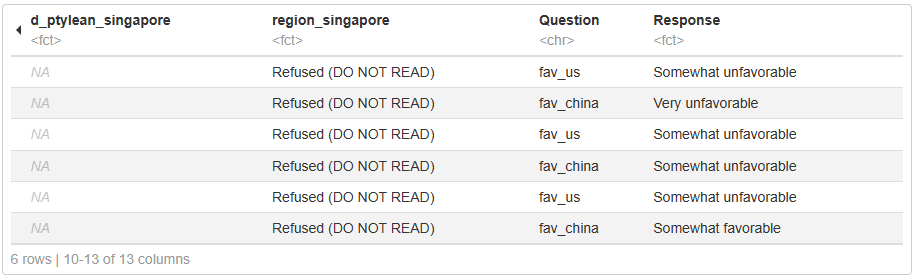 d_ptylean_singapore region_singapore Question Response
<fct> <fct> <chr> <fct>
NA Refused (DO NOT READ) fav_us Somewhat unfavorable
NA Refused (DO NOT READ) fav_china Very unfavorable
NA Refused (DO NOT READ) fav_us Somewhat unfavorable
NA Refused (DO NOT READ) fav_china Somewhat unfavorable
NA Refused (DO NOT READ) fav_us Somewhat unfavorable
NA Refused (DO NOT READ) fav_china Somewhat favorable
6 rows | 10-13 of 13 columns